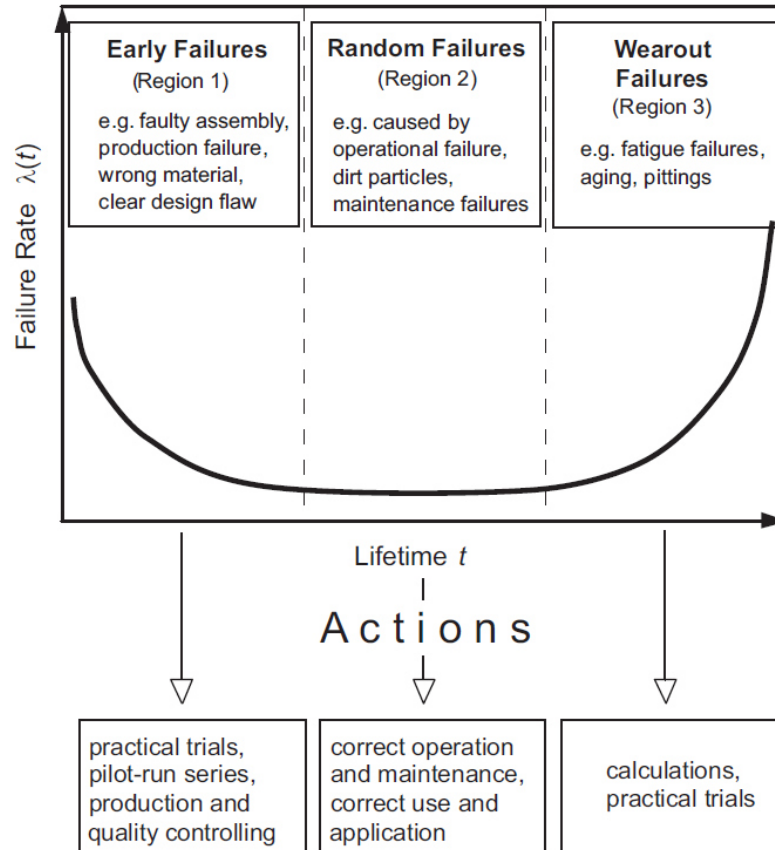 Failure Rate λ(t)
Early Failures
(Region 1)
e.g. faulty assembly,
production failure,
wrong material,
clear design flaw
Random Failures
(Region 2)
e.g. caused by
operational failure,
dirt particles,
maintenance failures
Wearout
Failures
(Region 3)
e.g. fatigue failures,
aging, pittings
Lifetime t
Actions
practical trials,
pilot-run series,
production and
quality controlling
correct operation
and maintenance,
correct use and
application
calculations,
practical trials